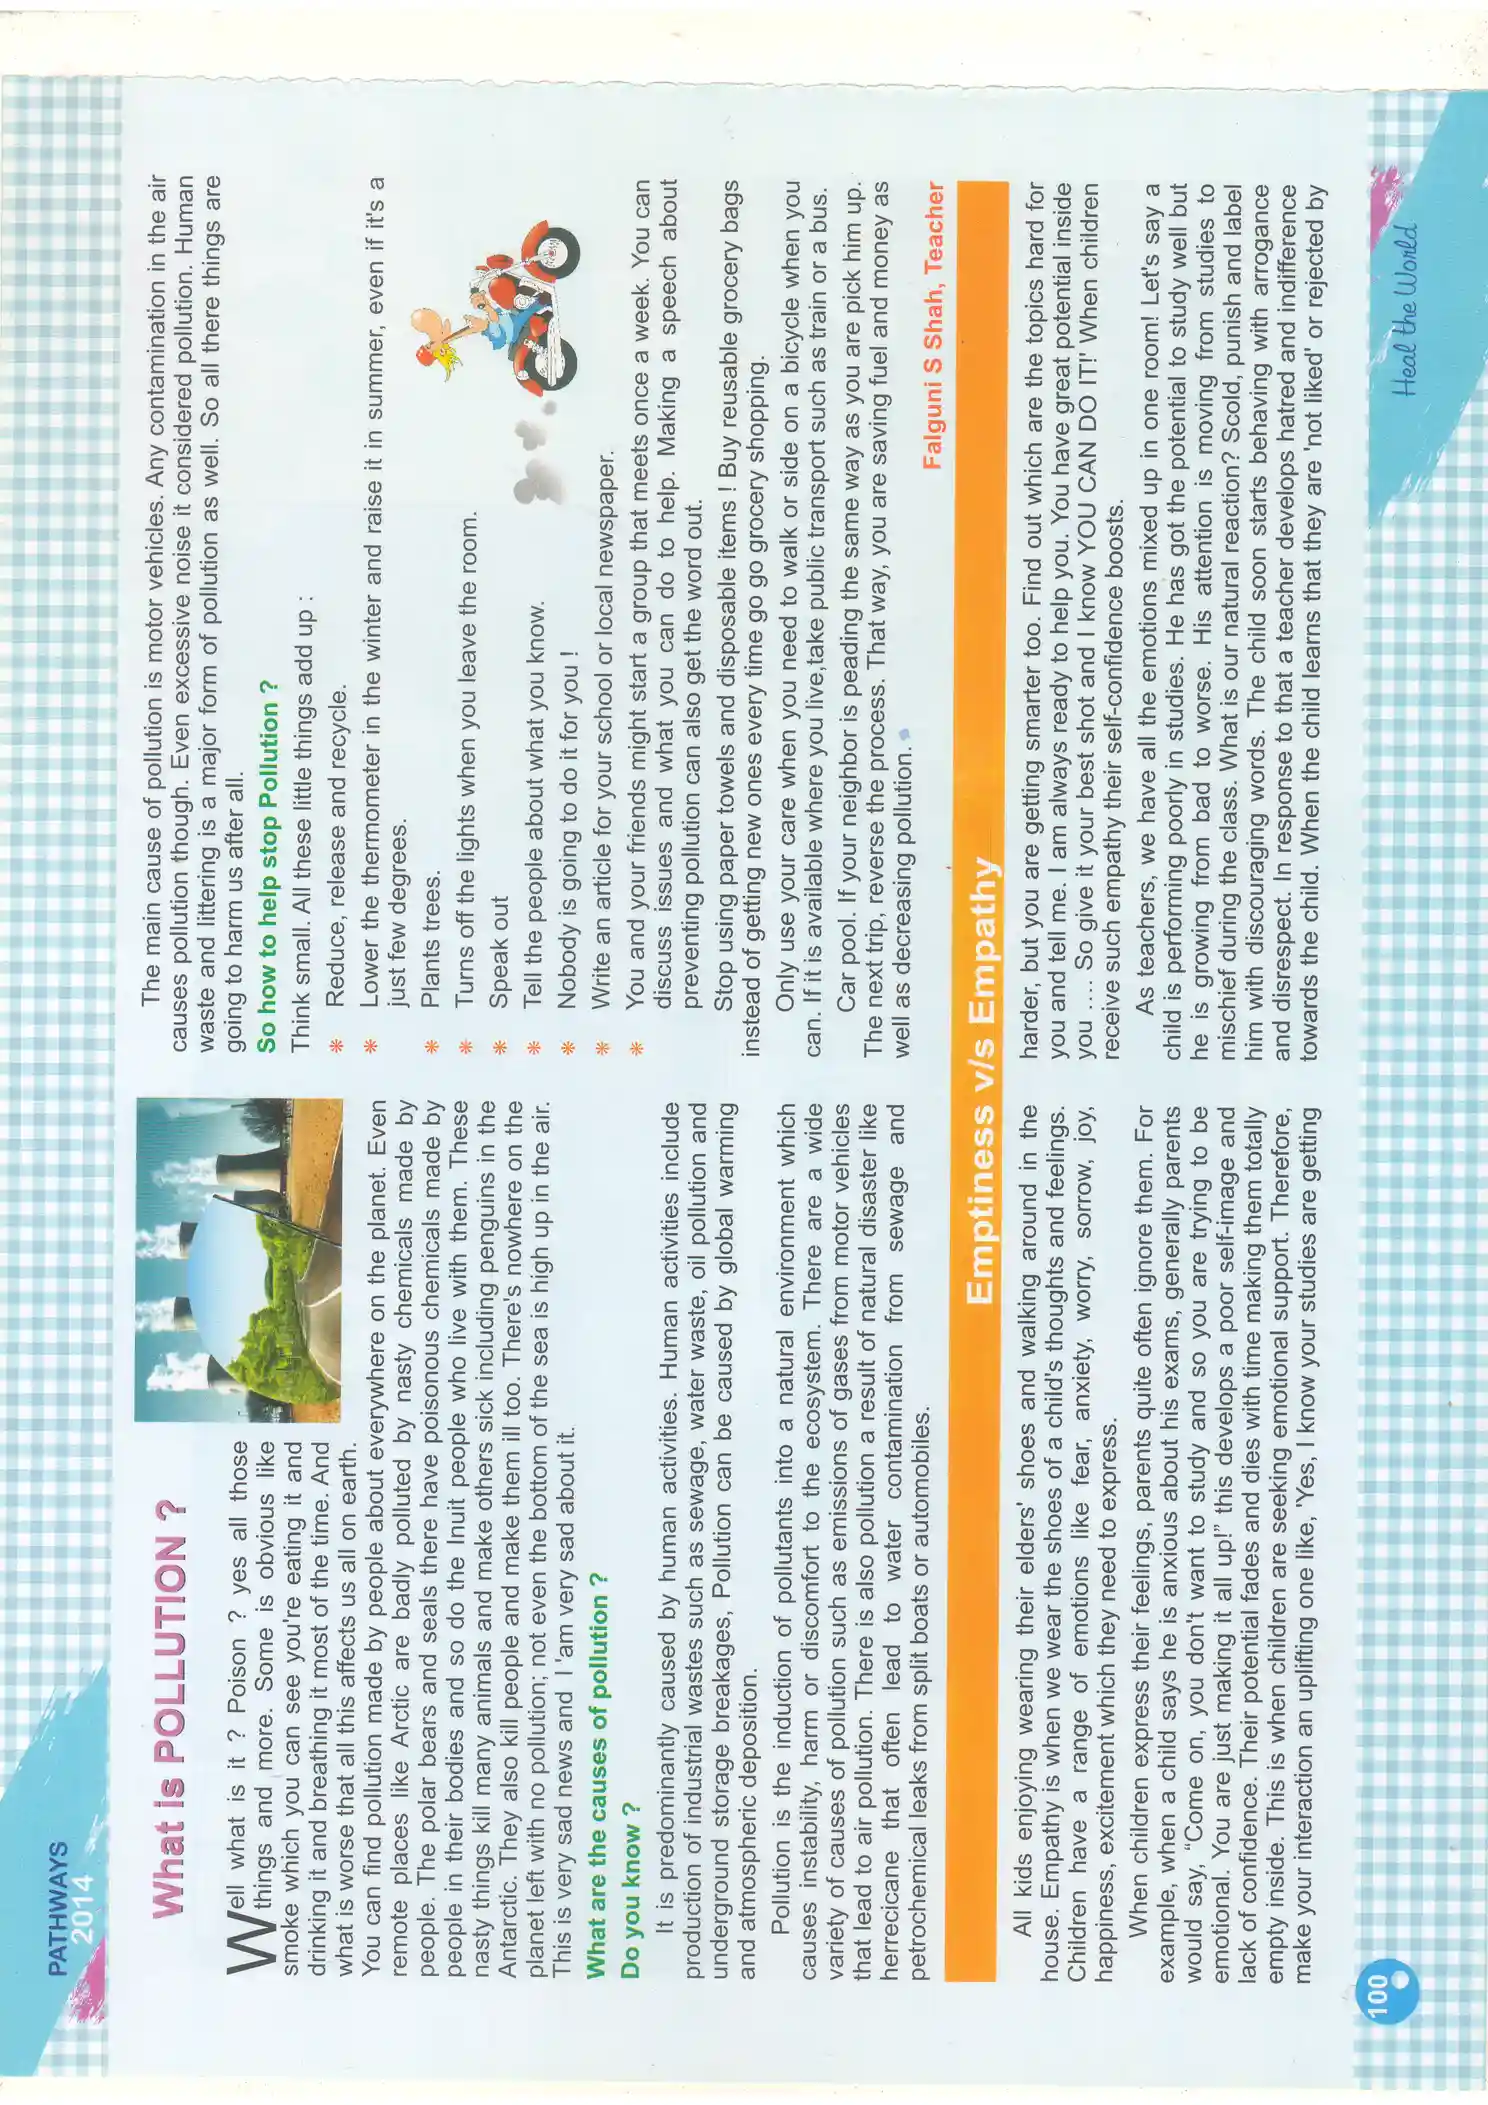 PATHWAYS
2014
What is POLLUTION ?
Well what is it ? Poison ? yes all those
things and more. Some is obvious like
smoke which you can see you're eating it and
drinking it and breathing it most of the time. And
what is worse that all this affects us all on earth.
You can find pollution made by people about everywhere on the planet. Even
remote places like Arctic are badly polluted by nasty chemicals made by
people. The polar bears and seals there have poisonous chemicals made by
people in their bodies and so do the Inuit people who live with them. These
nasty things kill many animals and make others sick including penguins in the
Antarctic. They also kill people and make them ill too. There's nowhere on the
planet left with no pollution; not even the bottom of the sea is high up in the air.
This is very sad news and I 'am very sad about it.
What are the causes of pollution ?
Do you know ?
It is predominantly caused by human activities. Human activities include
production of industrial wastes such as sewage, water waste, oil pollution and
underground storage breakages, Pollution can be caused by global warming
and atmospheric deposition.
Pollution is the induction of pollutants into a natural environment which
causes instability, harm or discomfort to the ecosystem. There are a wide
variety of causes of pollution such as emissions of gases from motor vehicles
that lead to air pollution. There is also pollution a result of natural disaster like
herrecicane that often lead to water contamination from sewage and
petrochemical leaks from split boats or automobiles.
The main cause of pollution is motor vehicles. Any contamination in the air
causes pollution though. Even excessive noise it considered pollution. Human
waste and littering is a major form of pollution as well. So all there things are
going to harm us after all.
So how to help stop Pollution ?
Think small. All these little things add up :
* Reduce, release and recycle.
* Lower the thermometer in the winter and raise it in summer, even if it's a
just few degrees.
* Plants trees.
* Turns off the lights when you leave the room.
* Speak out
* Tell the people about what you know.
* Nobody is going to do it for you !
* Write an article for your school or local newspaper.
* You and your friends might start a group that meets once a week. You can
discuss issues and what you can do to help. Making a speech about
preventing pollution can also get the word out.
Stop using paper towels and disposable items ! Buy reusable grocery bags
instead of getting new ones every time go go grocery shopping.
Only use your care when you need to walk or side on a bicycle when you
can. If it is available where you live,take public transport such as train or a bus.
Car pool. If your neighbor is peading the same way as you are pick him up.
The next trip, reverse the process. That way, you are saving fuel and money as
well as decreasing pollution.
Falguni S Shah, Teacher
Emptiness v/s Empathy
All kids enjoying wearing their elders' shoes and walking around in the
house. Empathy is when we wear the shoes of a child's thoughts and feelings.
Children have a range of emotions like fear, anxiety, worry, sorrow, joy,
happiness, excitement which they need to express.
When children express their feelings, parents quite often ignore them. For
example, when a child says he is anxious about his exams, generally parents
would say, “Come on, you don't want to study and so you are trying to be
emotional. You are just making it all up!” this develops a poor self-image and
lack of confidence. Their potential fades and dies with time making them totally
empty inside. This is when children are seeking emotional support. Therefore,
make your interaction an uplifting one like, 'Yes, I know your studies are getting
harder, but you are getting smarter too. Find out which are the topics hard for
you and tell me. I am always ready to help you. You have great potential inside
you .... So give it your best shot and I know YOU CAN DO IT!' When children
receive such empathy their self-confidence boosts.
As teachers, we have all the emotions mixed up in one room! Let's say a
child is performing poorly in studies. He has got the potential to study well but
he is growing from bad to worse. His attention is moving from studies to
mischief during the class. What is our natural reaction? Scold, punish and label
him with discouraging words. The child soon starts behaving with arrogance
and disrespect. In response to that a teacher develops hatred and indifference
towards the child. When the child learns that they are 'not liked' or rejected by
100
Heal the World